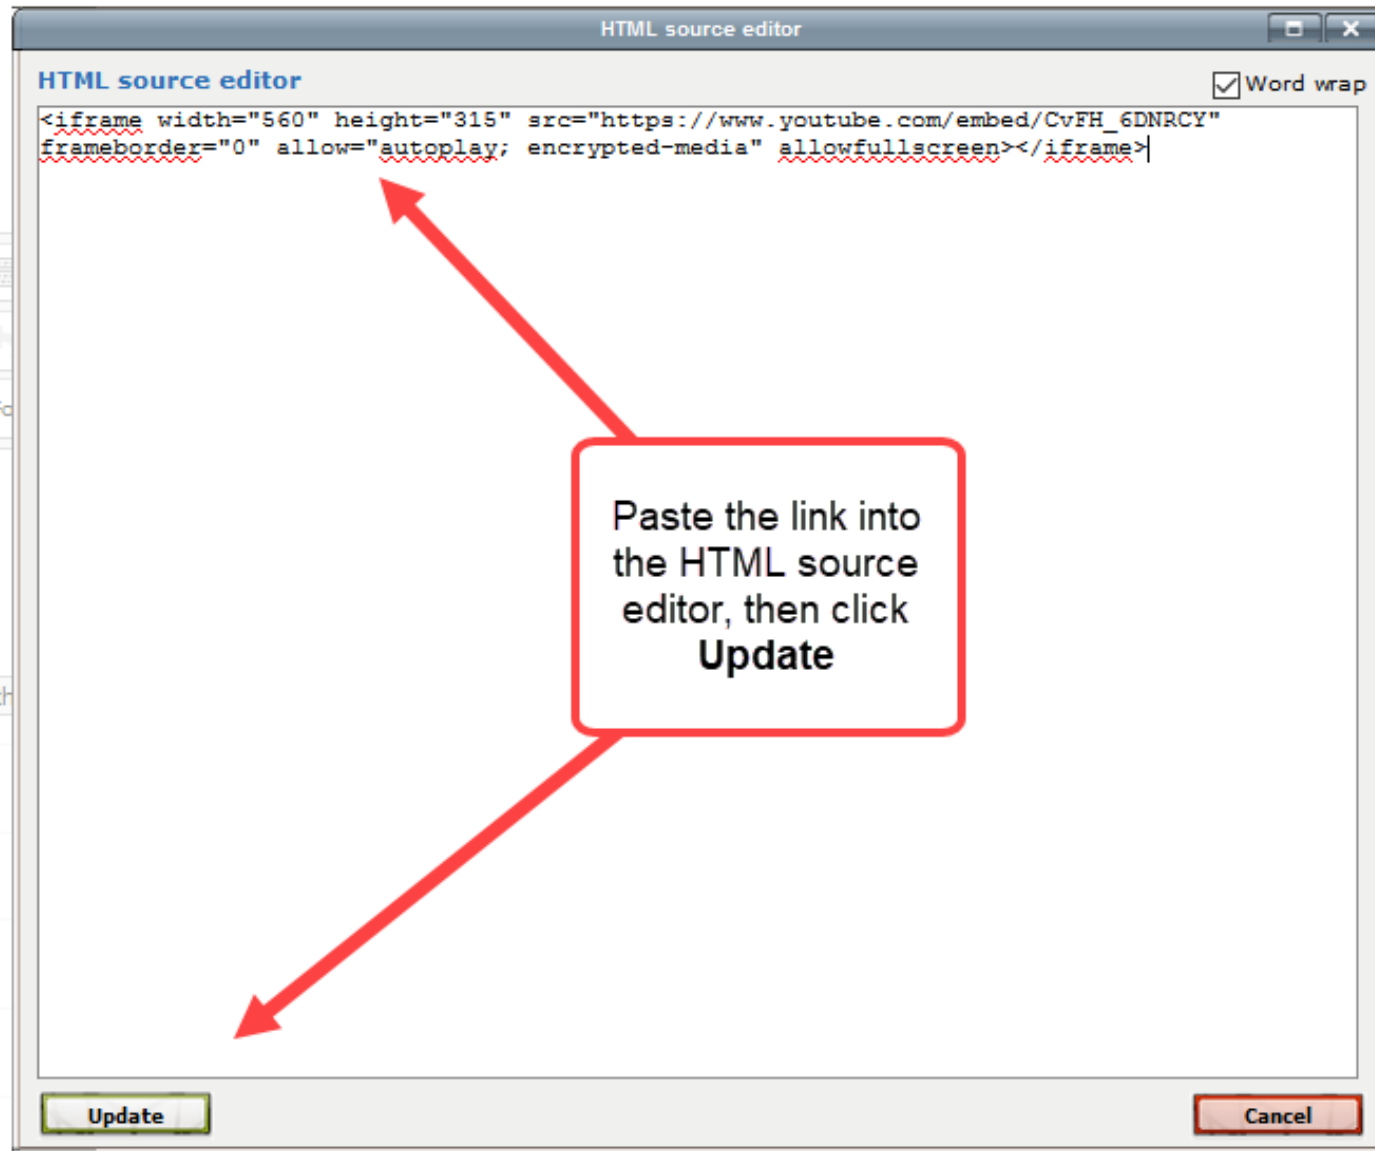 HTML source editor
HTML source editor
Word wrap
<iframe width="560" height="315" src="https://www.youtube.com/embed/CvFH_6DNRCY"
frameborder="0" allow="autoplay; encrypted-media" allowfullscreen></iframe>
Paste the link into
the HTML source
editor, then click
Update
Update
Cancel